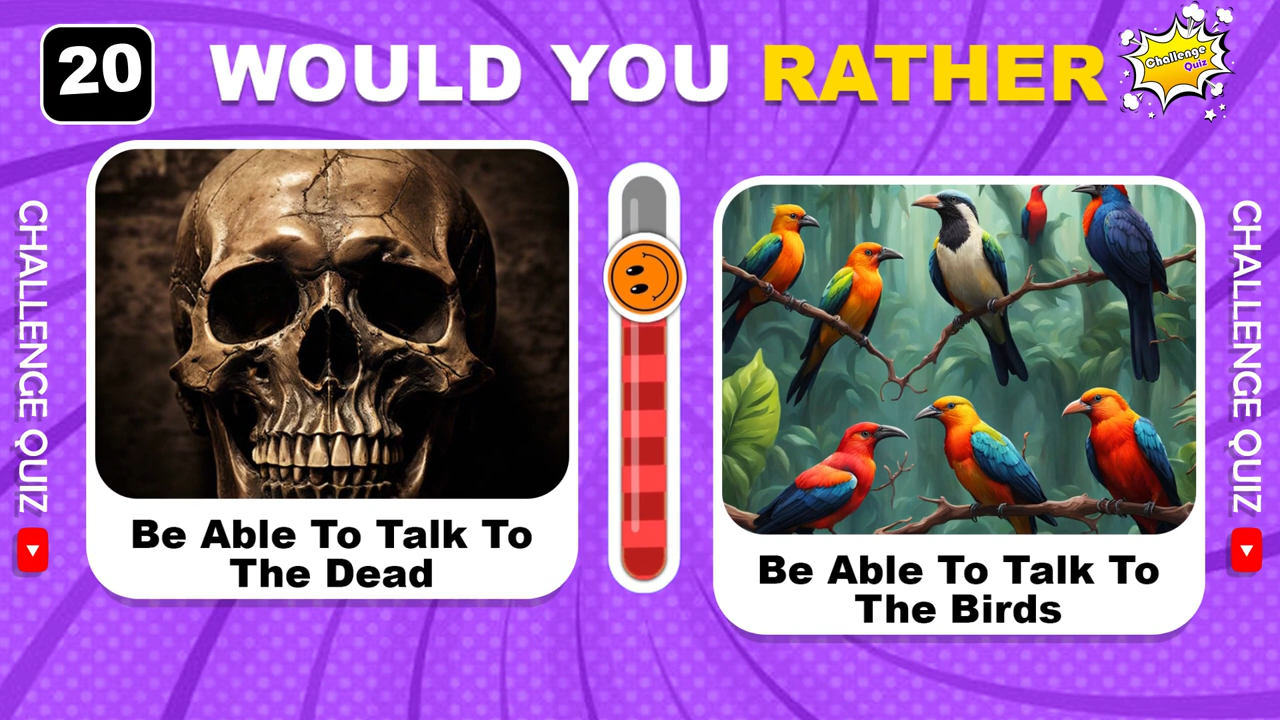 20
WOULD YOU RATHER
Challenge
Quiz
CHALLENGE QUIZ
Be Able To Talk To
The Dead
Be Able To Talk To
The Birds
CHALLENGE QUIZ